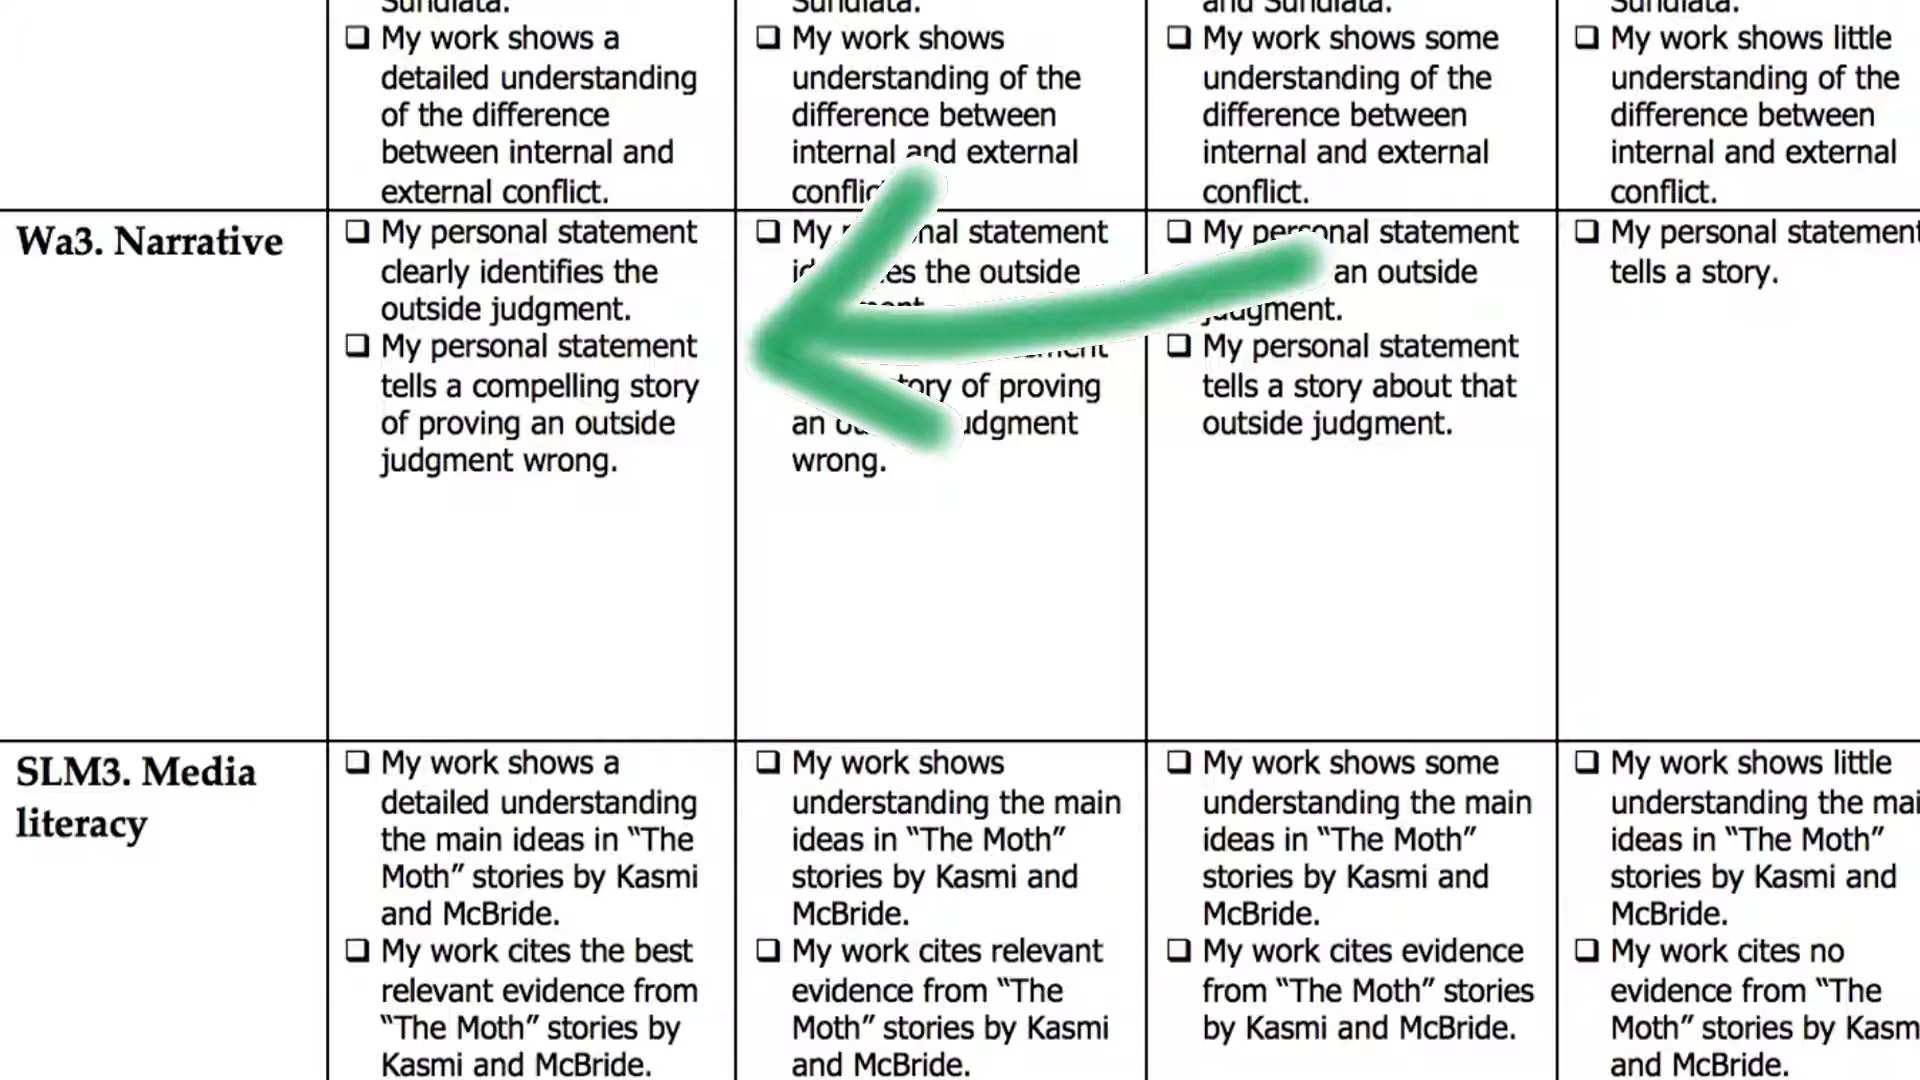 Sundiata.
My work shows a
detailed understanding
of the difference
between internal and
external conflict.
Sundiata.
My work shows
understanding of the
difference between
internal and external
and Sundiata.
My work shows some
understanding of the
difference between
internal and external
conflict.
Sundiata.
My work shows little
understanding of the
difference between
internal and external
conflict.
Wa3. Narrative
My personal statement
clearly identifies the
outside judgment.
My personal statement
tells a compelling story
of proving an outside
judgment wrong.
My statement
the outside
of proving
an
wrong.
My personal statement
an outside
judgment.
My personal statement
tells a story about that
outside judgment.
My personal statement
tells a story.
SLM3. Media
literacy
My work shows a
detailed understanding
the main ideas in “The
Moth” stories by Kasmi
and McBride.
My work cites the best
relevant evidence from
“The Moth” stories by
Kasmi and McBride.
My work shows
understanding the main
ideas in “The Moth”
stories by Kasmi and
McBride.
My work cites relevant
evidence from “The
Moth” stories by Kasmi
and McBride.
My work shows some
understanding the main
ideas in “The Moth”
stories by Kasmi and
McBride.
My work cites evidence
from “The Moth” stories
by Kasmi and McBride.
My work shows little
understanding the
ideas in “The Moth”
stories by Kasmi and
McBride.
My work cites no
evidence from “The
Moth” stories by
and McBride.